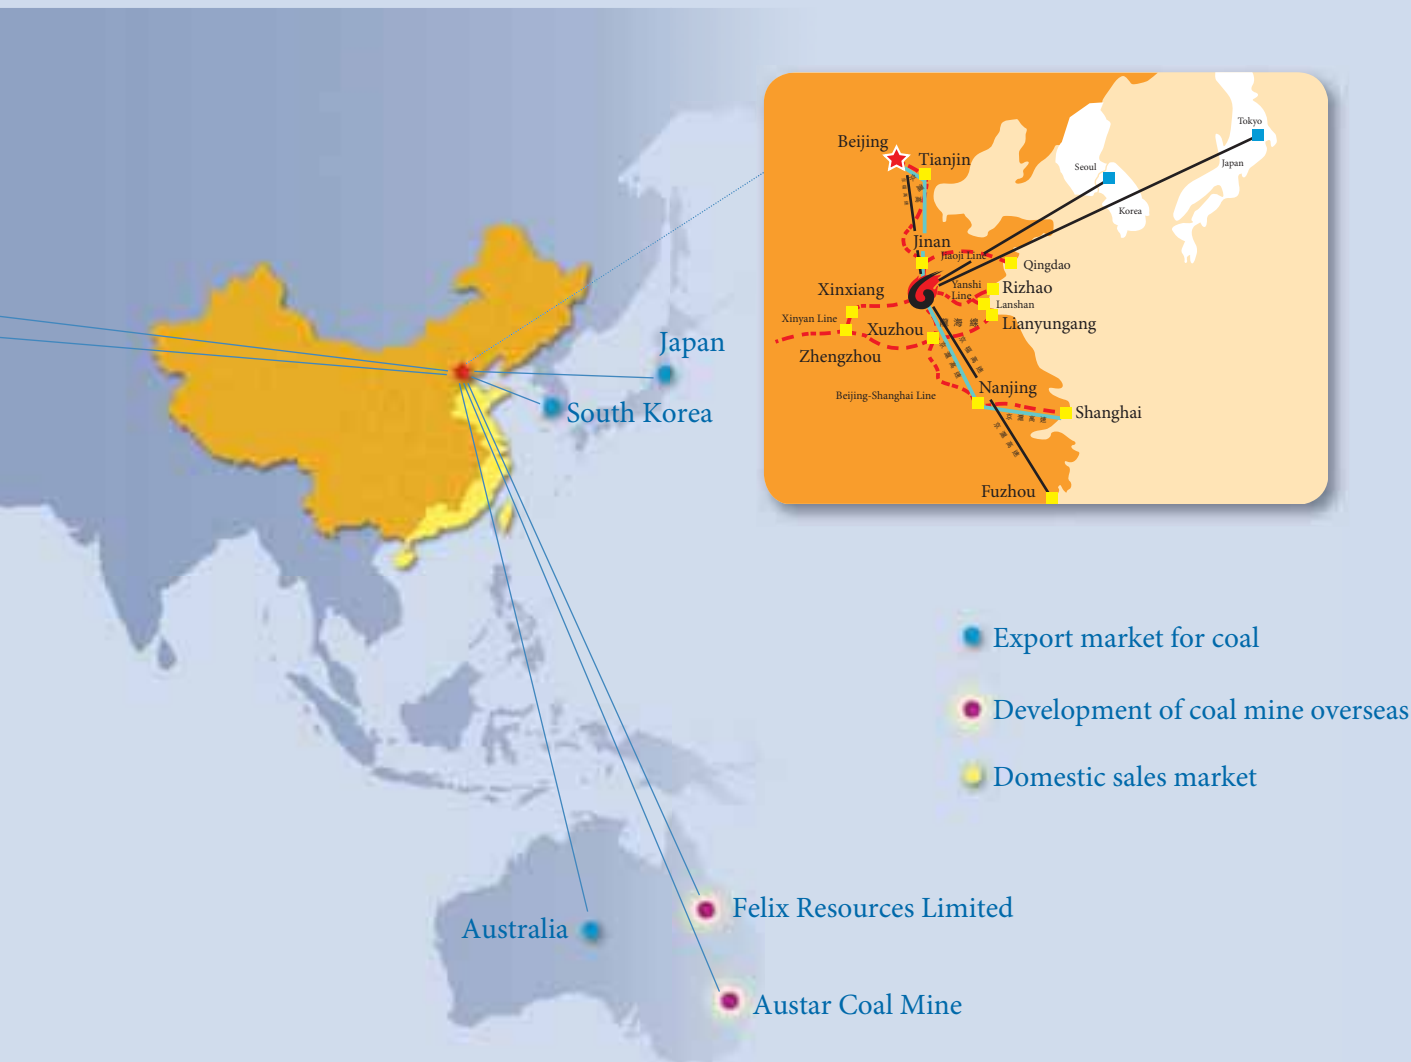 Beijing
Tianjin
Tokyo
Seoul
Japan
Korea
Jinan
Jiaoji Line
Qingdao
Xinxiang
Yanshi
Line
Rizhao
Lanshan
Xinyan Line
Xuzhou
海
Lianyungang
Zhengzhou
Beijing-Shanghai Line
Nanjing
Shanghai
Fuzhou
Japan
South Korea
Export market for coal
Development of coal mine overseas
Domestic sales market
Felix Resources Limited
Australia
Austar Coal Mine